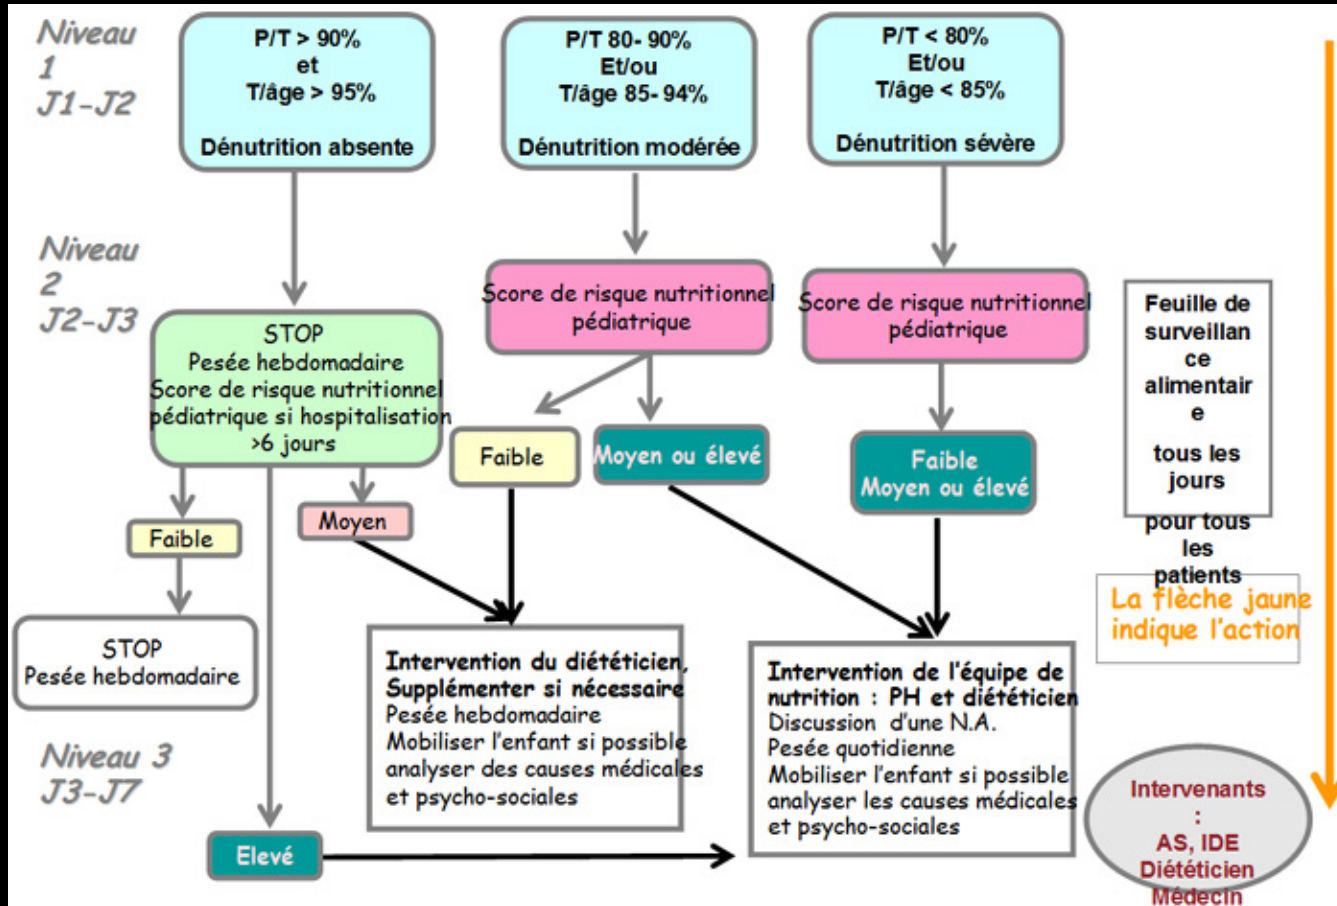 Niveau
1
J1-J2
P/T > 90%
et
T/âge > 95%
Dénutrition absente
P/T 80- 90%
Et/ou
T/âge 85- 94%
Dénutrition modérée
P/T < 80%
Et/ou
T/âge < 85%
Dénutrition sévère
Niveau
2
J2-J3
STOP
Pesée hebdomadaire
Score de risque nutritionnel
pédiatrique si hospitalisation
>6 jours
Score de risque nutritionnel
pédiatrique
Score de risque nutritionnel
pédiatrique
Feuille de
surveillan
ce
alimentair
e
tous les
jours
pour tous
les
patients
Faible
Moyen
Faible
Moyen ou élevé
Faible
Moyen ou élevé
La flèche jaune
indique l'action
STOP
Pesée hebdomadaire
Intervention du diététicien,
Supplémenter si nécessaire
Pesée hebdomadaire
Mobiliser l'enfant si possible
analyser des causes médicales
et psycho-sociales
Intervention de l'équipe de
nutrition : PH et diététicien
Discussion d'une N.A.
Pesée quotidienne
Mobiliser l'enfant si possible
analyser les causes médicales
et psycho-sociales
Niveau 3
J3-J7
Elevé
Intervenants
:
AS, IDE
Diététicien
Médecin